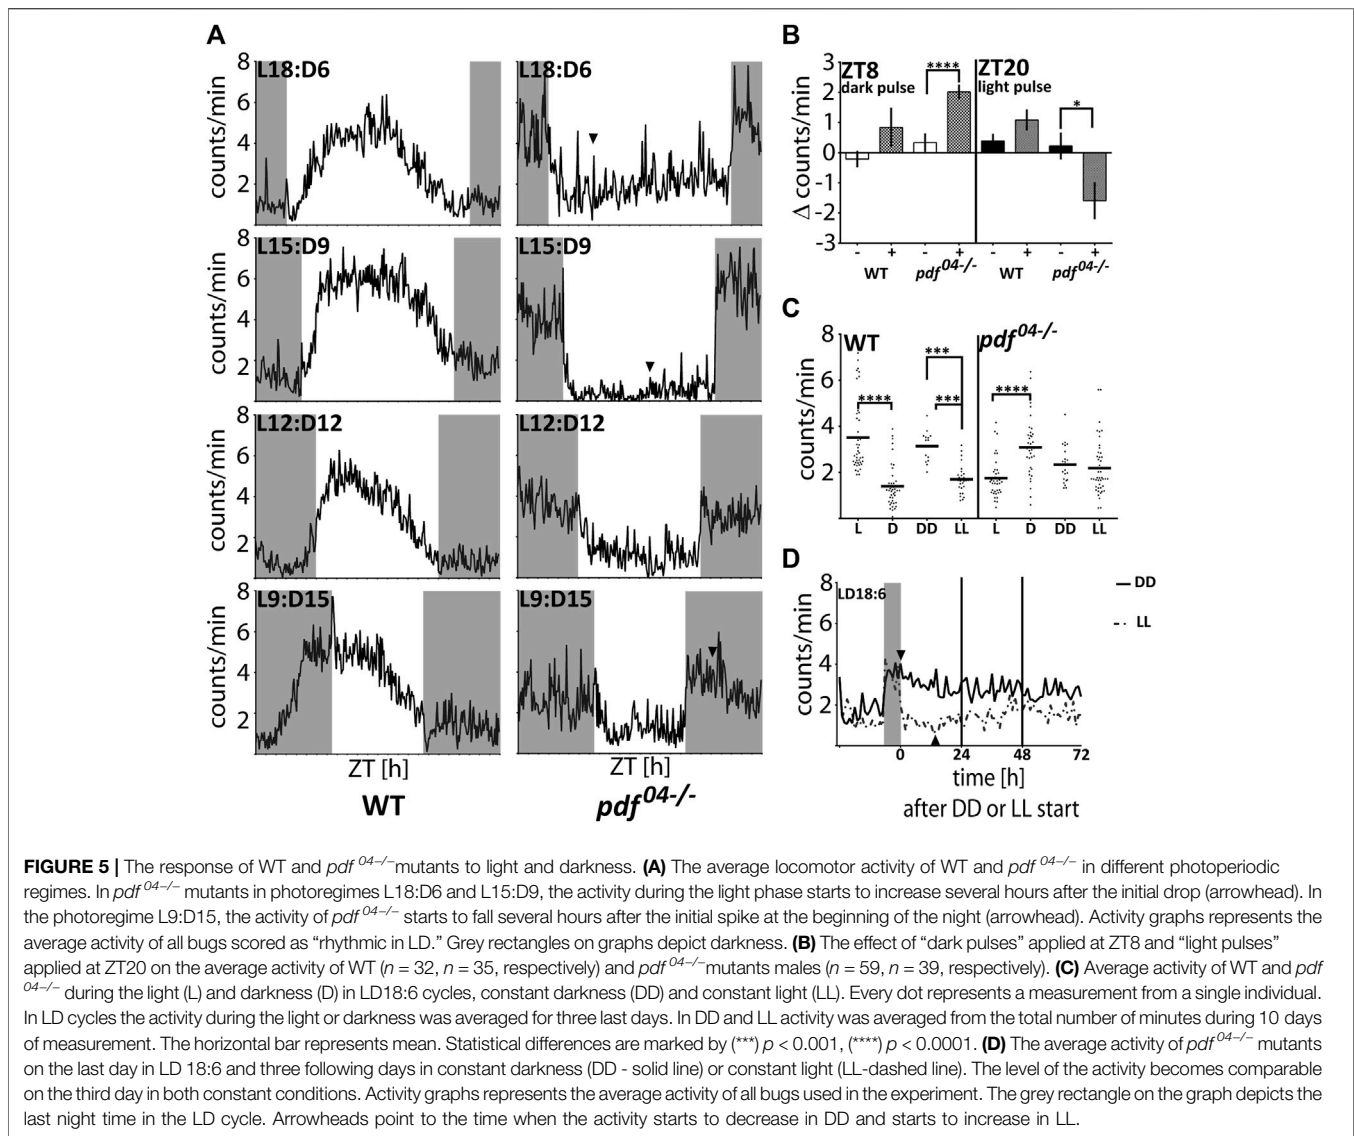 A
L18:D6
L18:D6
8
6
4
2
counts/min
L15:D9
L15:D9
8
6
4
2
counts/min
L12:D12
L12:D12
8
6
4
2
counts/min
L9:D15
L9:D15
8
6
4
2
counts/min
ZT [h]
ZT [h]
WT
pdf 04-/-
B
3
2
1
0
-1
-2
-3
Δ counts/min
ZT8
dark pulse
****
ZT20
light pulse
*
- + - + - + - +
WT pdf04-/- WT pdf04-/-
C
8
6
4
2
counts/min
WT
pdf04-/-
****
***
***
****
L D DD LL L D DD LL
D
8
6
4
2
counts/min
LD18:6
DD
LL
0 24 48 72
time [h]
after DD or LL start
FIGURE 5 | The response of WT and pdf 04−/−mutants to light and darkness. (A) The average locomotor activity of WT and pdf 04−/− in different photoperiodic
regimes. In pdf 04−/− mutants in photoregimes L18:D6 and L15:D9, the activity during the light phase starts to increase several hours after the initial drop (arrowhead). In
the photoregime L9:D15, the activity of pdf 04−/− starts to fall several hours after the initial spike at the beginning of the night (arrowhead). Activity graphs represents the
average activity of all bugs scored as “rhythmic in LD.” Grey rectangles on graphs depict darkness. (B) The effect of “dark pulses” applied at ZT8 and “light pulses”
applied at ZT20 on the average activity of WT (n = 32, n = 35, respectively) and pdf 04−/−mutants males (n = 59, n = 39, respectively). (C) Average activity of WT and pdf
04−/− during the light (L) and darkness (D) in LD18:6 cycles, constant darkness (DD) and constant light (LL). Every dot represents a measurement from a single individual.
In LD cycles the activity during the light or darkness was averaged for three last days. In DD and LL activity was averaged from the total number of minutes during 10 days
of measurement. The horizontal bar represents mean. Statistical differences are marked by (***) p < 0.001, (****) p < 0.0001. (D) The average activity of pdf 04−/− mutants
on the last day in LD 18:6 and three following days in constant darkness (DD - solid line) or constant light (LL-dashed line). The level of the activity becomes comparable
on the third day in both constant conditions. Activity graphs represents the average activity of all bugs used in the experiment. The grey rectangle on the graph depicts the
last night time in the LD cycle. Arrowheads point to the time when the activity starts to decrease in DD and starts to increase in LL.